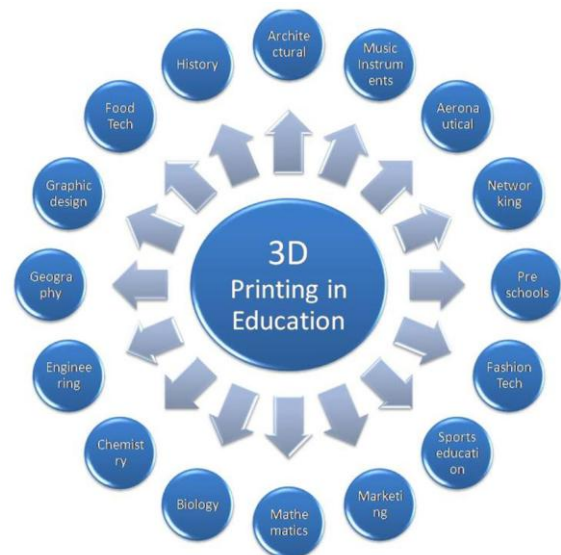 3D
Printing in
Education
Archite
ctural
Music
Instrum
ents
Aerona
utical
Networ
king
Pre
schools
Fashion
Tech
Sports
educati
on
Marketi
ng
Mathe
matics
Biology
Chemist
ry
Enginee
ring
Geogra
phy
Graphic
design
Food
Tech
History